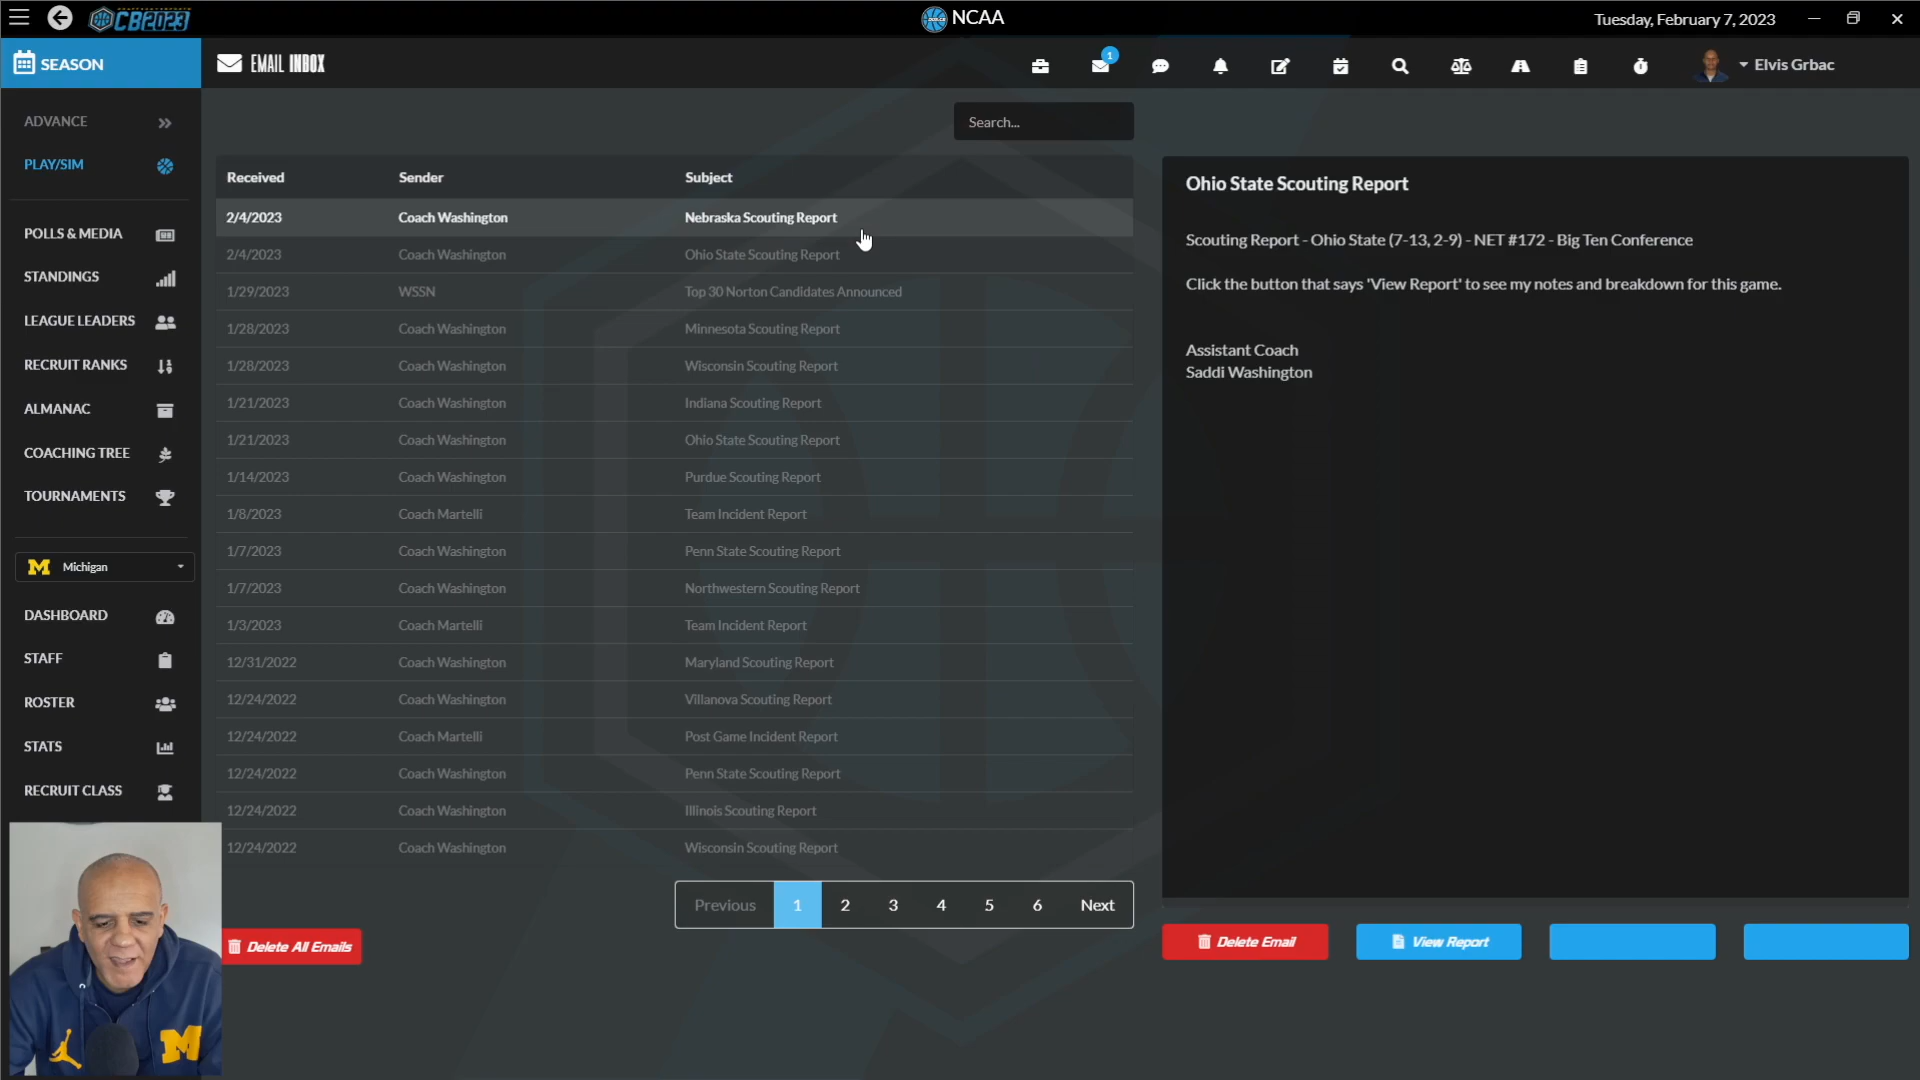 CB2023
NCAA
Tuesday, February 7, 2023
SEASON
EMAIL INBOX
1
Elvis Grbac
ADVANCE
PLAY/SIM
POLLS & MEDIA
STANDINGS
LEAGUE LEADERS
RECRUIT RANKS
ALMANAC
COACHING TREE
TOURNAMENTS
M Michigan
DASHBOARD
STAFF
ROSTER
STATS
RECRUIT CLASS
Search...
Received Sender Subject
2/4/2023 Coach Washington Nebraska Scouting Report
2/4/2023 Coach Washington Ohio State Scouting Report
1/29/2023 WSSN Top 30 Norton Candidates Announced
1/28/2023 Coach Washington Minnesota Scouting Report
1/28/2023 Coach Washington Wisconsin Scouting Report
1/21/2023 Coach Washington Indiana Scouting Report
1/21/2023 Coach Washington Ohio State Scouting Report
1/14/2023 Coach Washington Purdue Scouting Report
1/8/2023 Coach Martelli Team Incident Report
1/7/2023 Coach Washington Penn State Scouting Report
1/7/2023 Coach Washington Northwestern Scouting Report
1/3/2023 Coach Martelli Team Incident Report
12/31/2022 Coach Washington Maryland Scouting Report
12/24/2022 Coach Washington Villanova Scouting Report
12/24/2022 Coach Martelli Post Game Incident Report
12/24/2022 Coach Washington Penn State Scouting Report
12/24/2022 Coach Washington Illinois Scouting Report
12/24/2022 Coach Washington Wisconsin Scouting Report
Previous 1 2 3 4 5 6 Next
Delete All Emails
Ohio State Scouting Report
Scouting Report - Ohio State (7-13, 2-9) - NET #172 - Big Ten Conference
Click the button that says 'View Report' to see my notes and breakdown for this game.
Assistant Coach
Saddi Washington
Delete Email
View Report
M